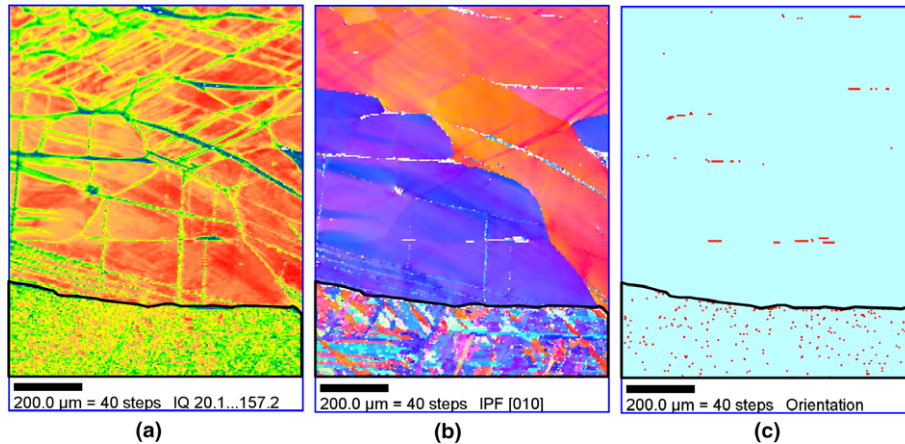 200.0 µm = 40 steps IQ 20.1...157.2
200.0 µm = 40 steps IPF [010]
200.0 µm = 40 steps Orientation
(a)
(b)
(c)